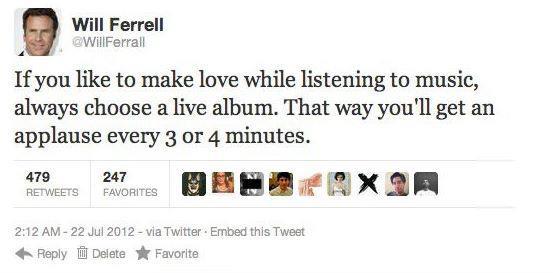 Will Ferrell
@WillFerrall
If you like to make love while listening to music,
always choose a live album. That way you'll get an
applause every 3 or 4 minutes.
479 247
RETWEETS FAVORITES
2:12 AM - 22 Jul 2012 - via Twitter · Embed this Tweet
Reply Delete Favorite